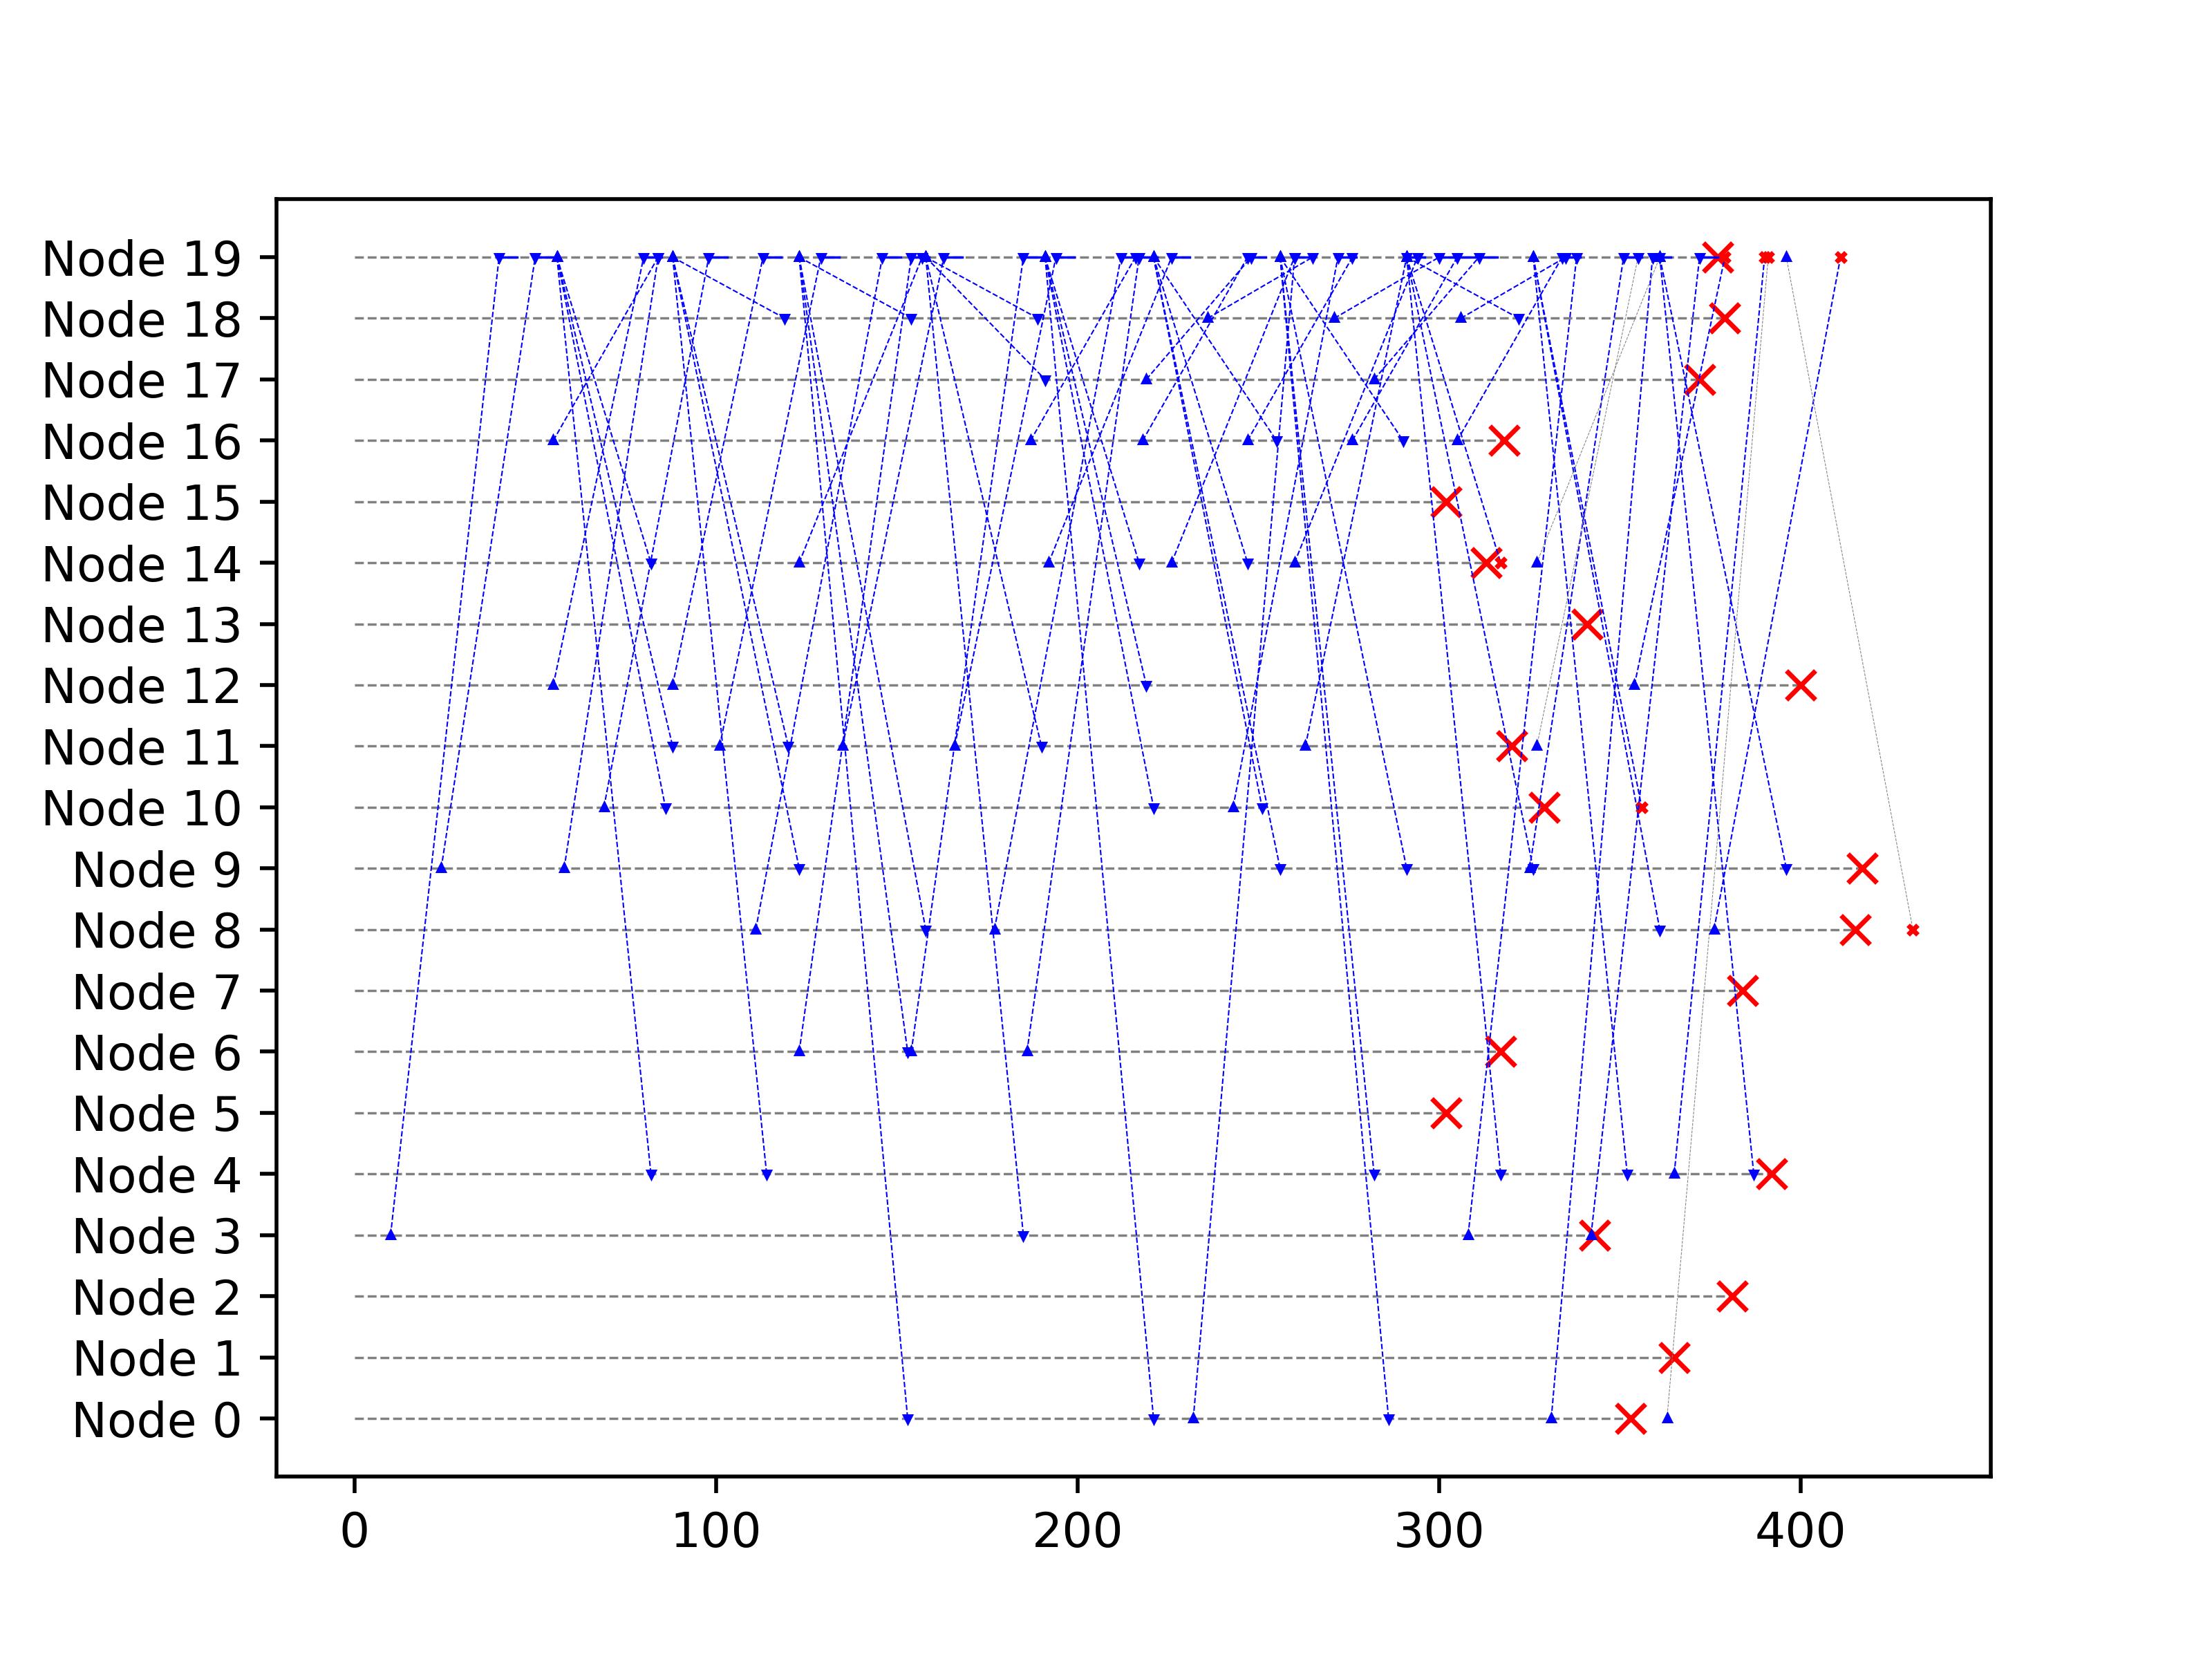 Node 19
Node 18
Node 17
Node 16
Node 15
Node 14
Node 13
Node 12
Node 11
Node 10
Node 9
Node 8
Node 7
Node 6
Node 5
Node 4
Node 3
Node 2
Node 1
Node 0
0 100 200 300 400